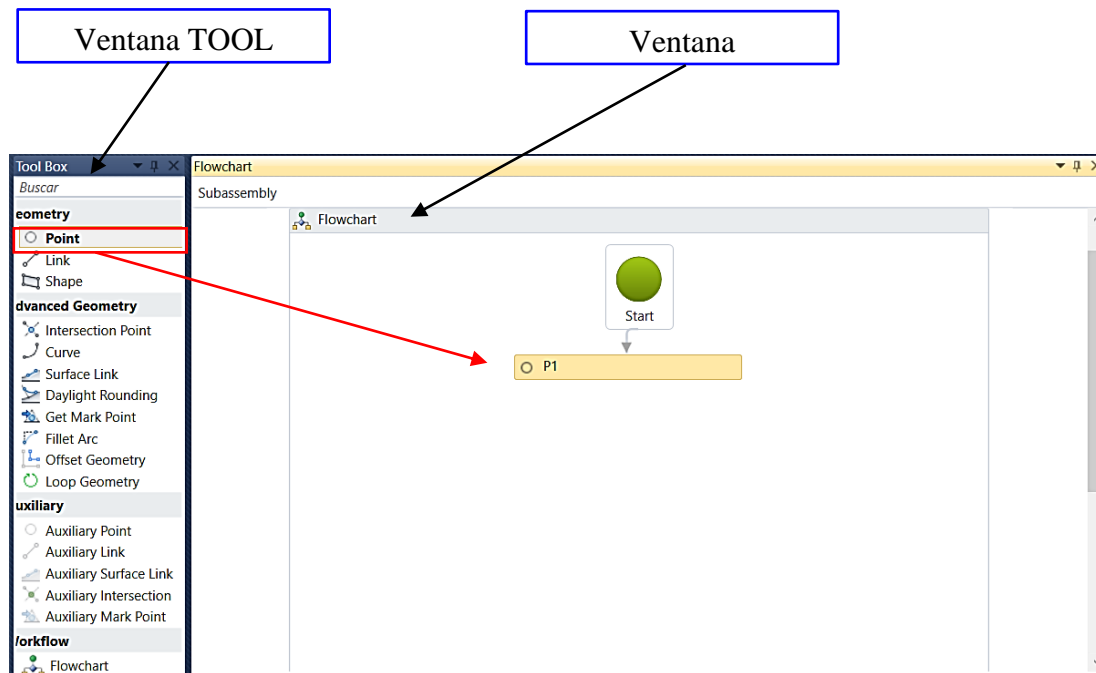 Ventana TOOL
Ventana
Tool Box
Buscar
eometry
Point
Link
Shape
dvanced Geometry
Intersection Point
Curve
Surface Link
Daylight Rounding
Get Mark Point
Fillet Arc
Offset Geometry
Loop Geometry
uxiliary
Auxiliary Point
Auxiliary Link
Auxiliary Surface Link
Auxiliary Intersection
Auxiliary Mark Point
orkflow
Flowchart
Flowchart
Subassembly
Flowchart
Start
P1